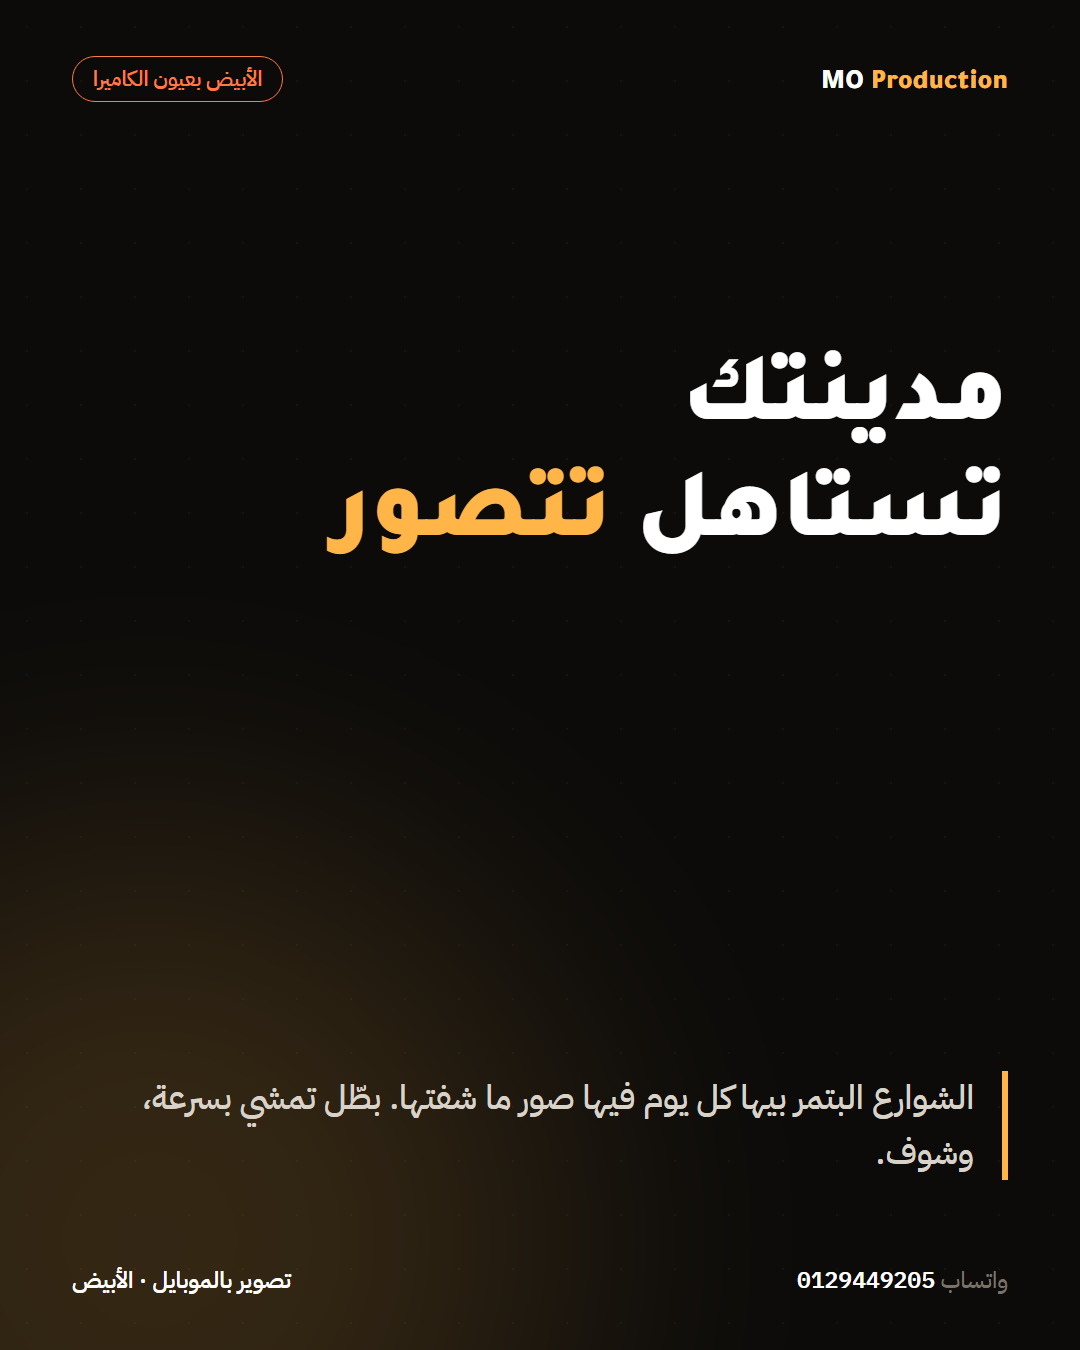 MO Production
الأبيض بعيون الكاميرا
مدينتك
تستاهل تتصور
الشوارع البتمر بيها كل يوم فيها صور ما شفتها. بطّل تمشي بسرعة،
وشوف.
واتساب 0129449205
تصوير بالموبايل · الأبيض